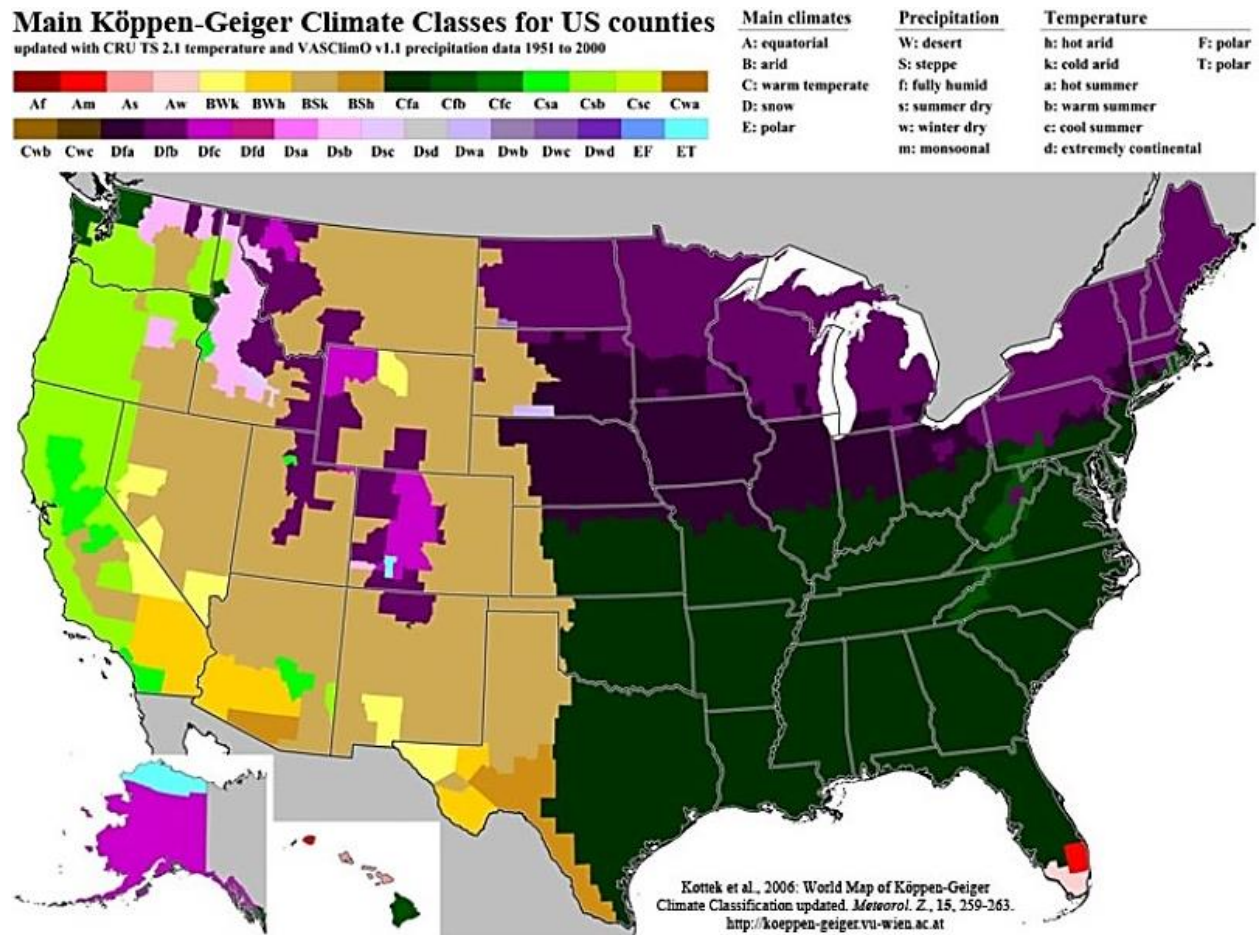 Main Köppen-Geiger Climate Classes for US counties
updated with CRU TS 2.1 temperature and VASClimO v1.1 precipitation data 1951 to 2000
Af Am As Aw BWk BWh BSk BSh Cfa Cfb Cfc Csa Csb Csc Cwa
Cwb Cwc Dfa Dfb Dfc Dfd Dsa Dsb Dsc Dsd Dwa Dwb Dwc Dwd EF ET
Main climates
A: equatorial
B: arid
C: warm temperate
D: snow
E: polar
Precipitation
W: desert
S: steppe
f: fully humid
s: summer dry
w: winter dry
m: monsoonal
Temperature
h: hot arid F: polar
k: cold arid T: polar
a: hot summer
b: warm summer
c: cool summer
d: extremely continental
Kottek et al., 2006: World Map of Köppen-Geiger
Climate Classification updated. Meteorol. Z., 15, 259-263.
http://koeppen-geiger.vu-wien.ac.at